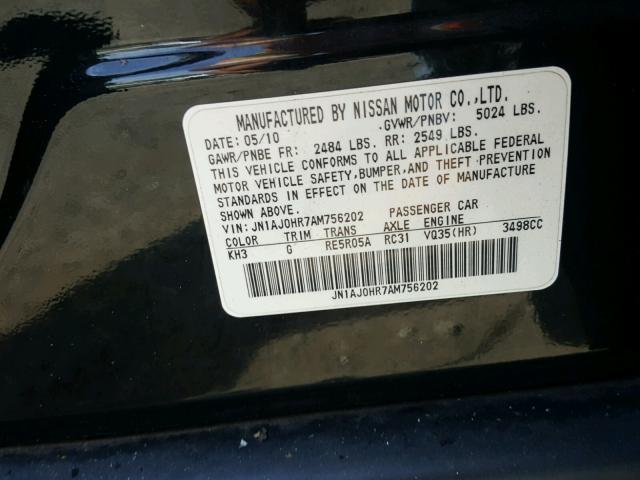 MANUFACTURED BY NISSAN MOTOR CO.,LTD.
DATE: 05/10 GVWR/PNBV: 5024 LBS.
GAWR/PNBE FR: 2484 LBS. RR: 2549 LBS.
THIS VEHICLE CONFORMS TO ALL APPLICABLE FEDERAL
MOTOR VEHICLE SAFETY,BUMPER,AND THEFT PREVENTION
STANDARDS IN EFFECT ON THE DATE OF MANUFACTURE
SHOWN ABOVE.
VIN: JN1AJ0HR7AM756202 PASSENGER CAR
COLOR TRIM TRANS AXLE ENGINE
KH3 G RE5R05A RC31 VQ35(HR) 3498CC
JN1AJ0HR7AM756202